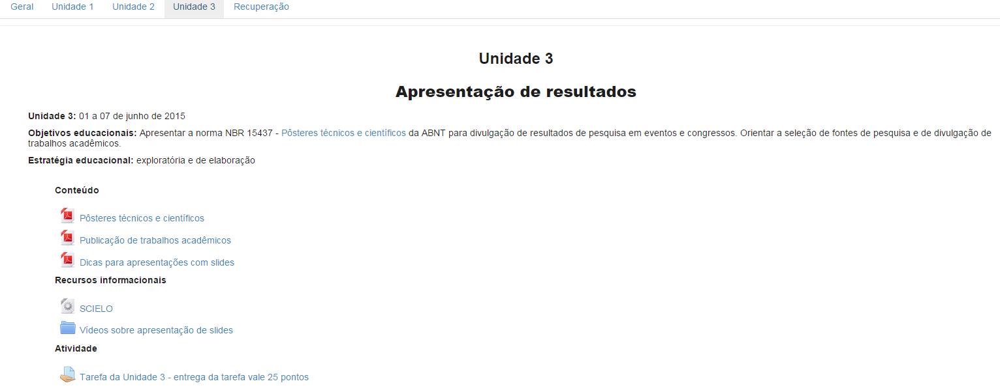 Geral Unidade 1 Unidade 2 Unidade 3 Recuperação
Unidade 3
Apresentação de resultados
Unidade 3: 01 a 07 de junho de 2015
Objetivos educacionais: Apresentar a norma NBR 15437 - Pôsteres técnicos e científicos da ABNT para divulgação de resultados de pesquisa em eventos e congressos. Orientar a seleção de fontes de pesquisa e de divulgação de
trabalhos acadêmicos.
Estratégia educacional: exploratória e de elaboração
Conteúdo
Pôsteres técnicos e científicos
Publicação de trabalhos acadêmicos
Dicas para apresentações com slides
Recursos informacionais
SCIELO
Vídeos sobre apresentação de slides
Atividade
Tarefa da Unidade 3 - entrega da tarefa vale 25 pontos